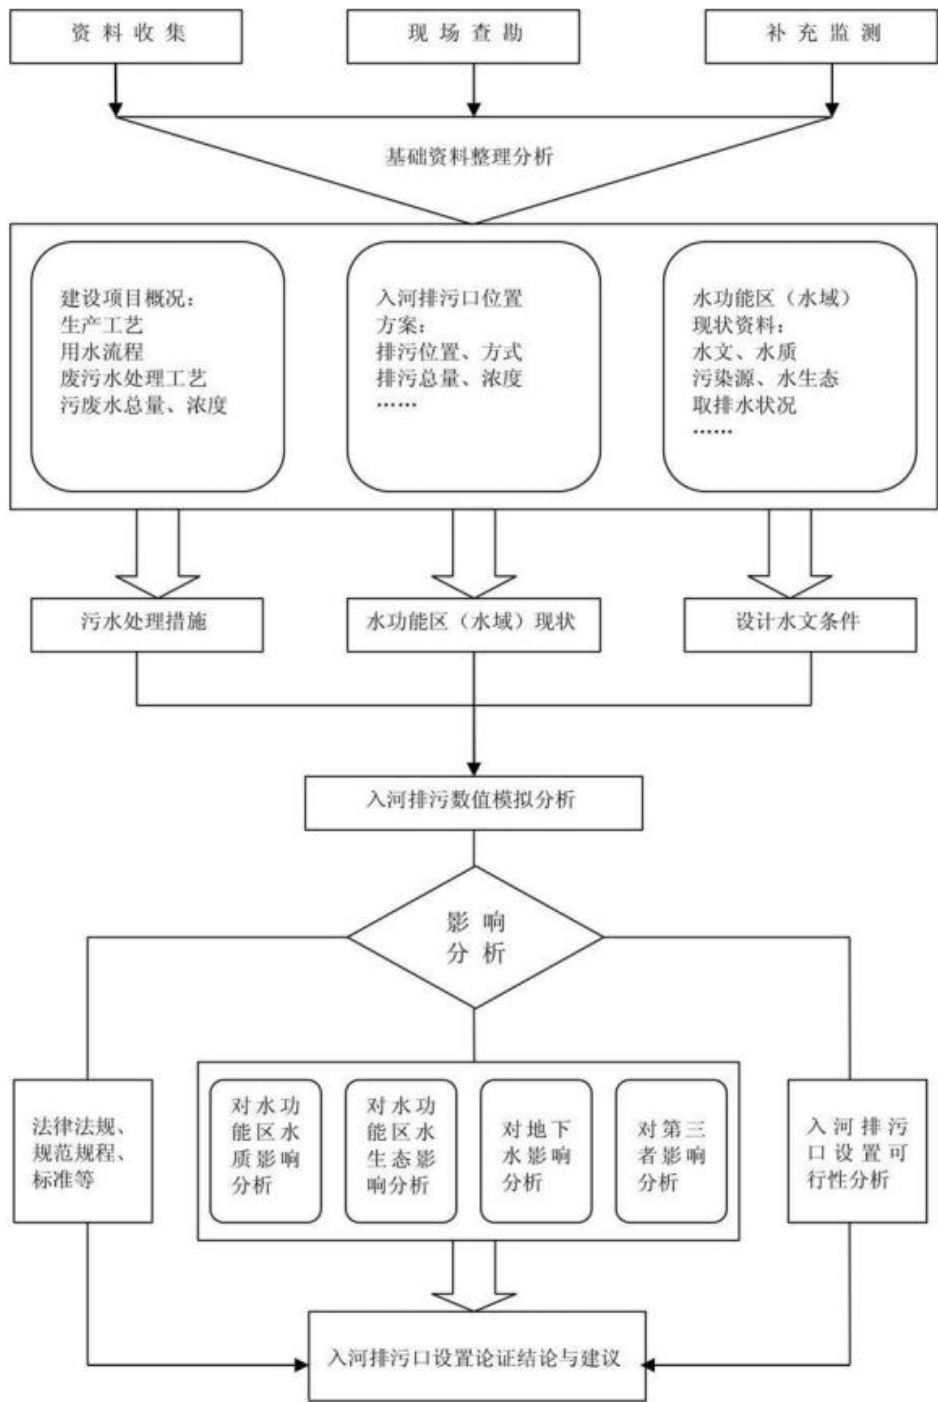 资料收集
现场查勘
补充监测
基础资料整理分析
建设项目概况：
生产工艺
用水流程
废污水处理工艺
污废水总量、浓度
入河排污口位置
方案：
排污位置、方式
排污总量、浓度
……
水功能区（水域）
现状资料：
水文、水质
污染源、水生态
取排水状况
……
污水处理措施
水功能区（水域）现状
设计水文条件
入河排污数值模拟分析
影响
分析
法律法规、
规范规程、
标准等
对水功
能区水
质影响
分析
对水功
能区水
生态影
响分析
对地下
水影响
分析
对第三
者影响
分析
入河排污
口设置可
行性分析
入河排污口设置论证结论与建议